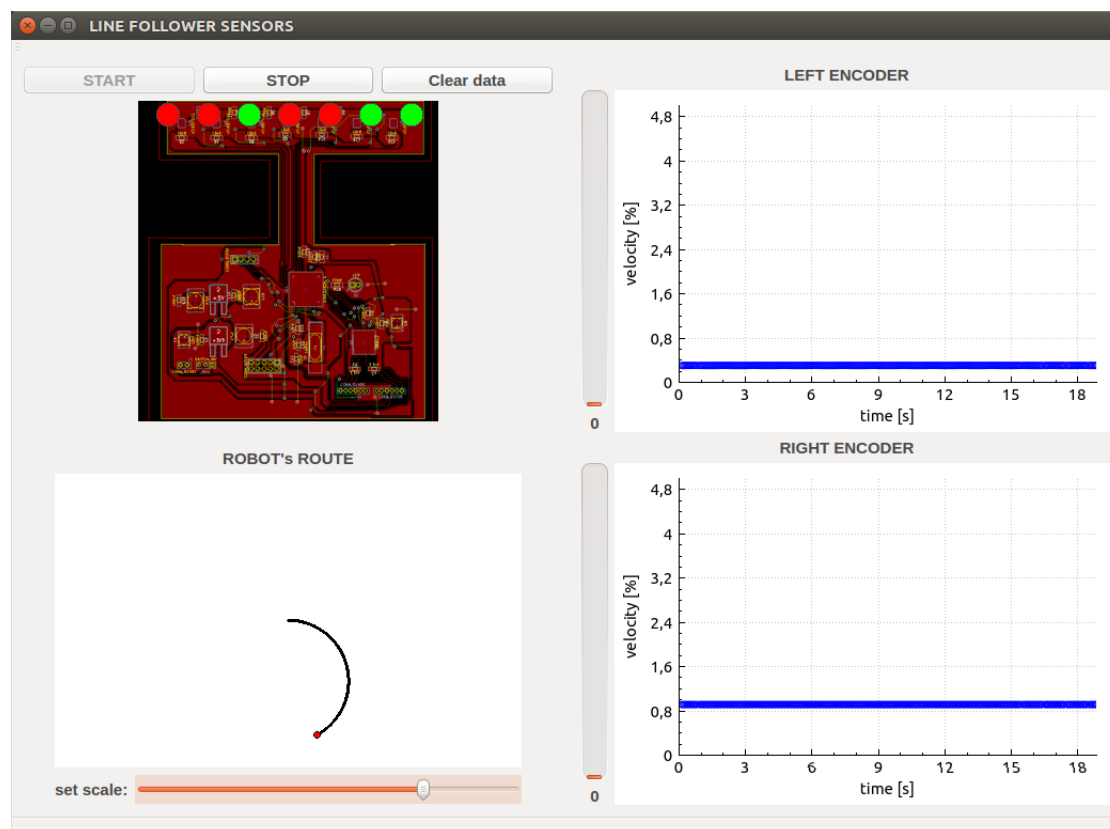 LINE FOLLOWER SENSORS
START
STOP
Clear data
LEFT ENCODER
4,8
4
3,2
2,4
1,6
0,8
0
velocity [%]
0 3 6 9 12 15 18
time [s]
0
ROBOT's ROUTE
set scale:
RIGHT ENCODER
4,8
4
3,2
2,4
1,6
0,8
0
velocity [%]
0 3 6 9 12 15 18
time [s]
0